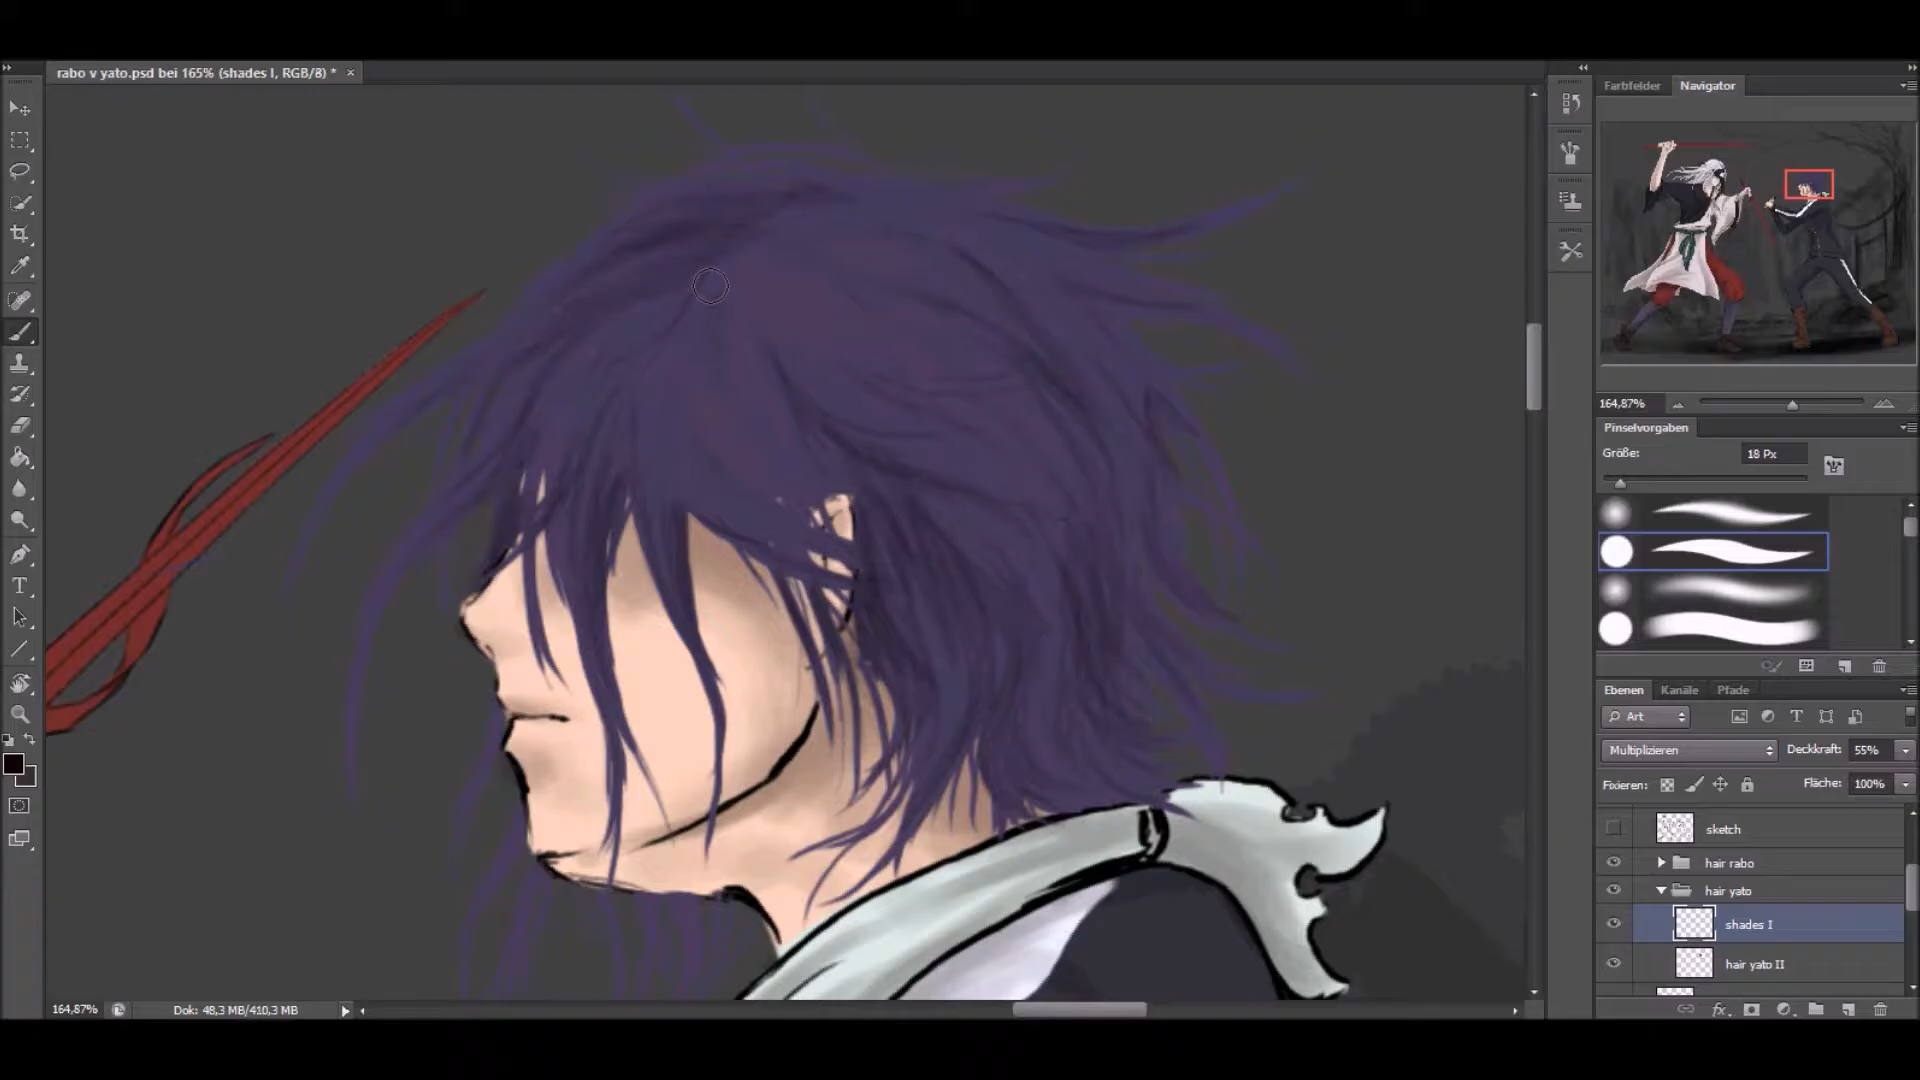 rabo v yato.psd bei 165% (shades I, RGB/8) * ×
Farbfelder
Navigator
164,87%
Pinselvorgaben
Größe:
18 Px
Ebenen
Kanäle
Pfade
Art
Multiplizieren
Deckkraft:
55%
Fixieren:
Fläche:
100%
sketch
hair rabo
hair yato
shades I
hair yato II
fx
164,87%
Dok: 48,3 MB/410,3 MB